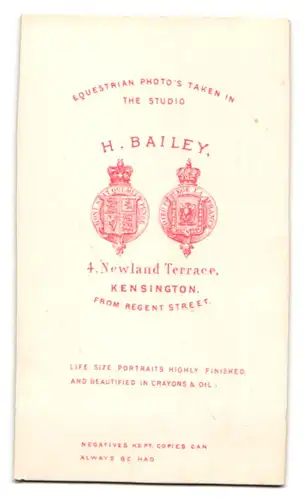 EQUESTRIAN PHOTO'S TAKEN IN
THE STUDIO
H. BAILEY.
4, Newland Terrace.
KENSINGTON.
FROM REGENT STREET.
LIFE SIZE PORTRAITS HIGHLY FINISHED.
AND BEAUTIFIED IN CRAYONS & OIL.
NEGATIVES KEPT. COPIES CAN
ALWAYS BE HAD